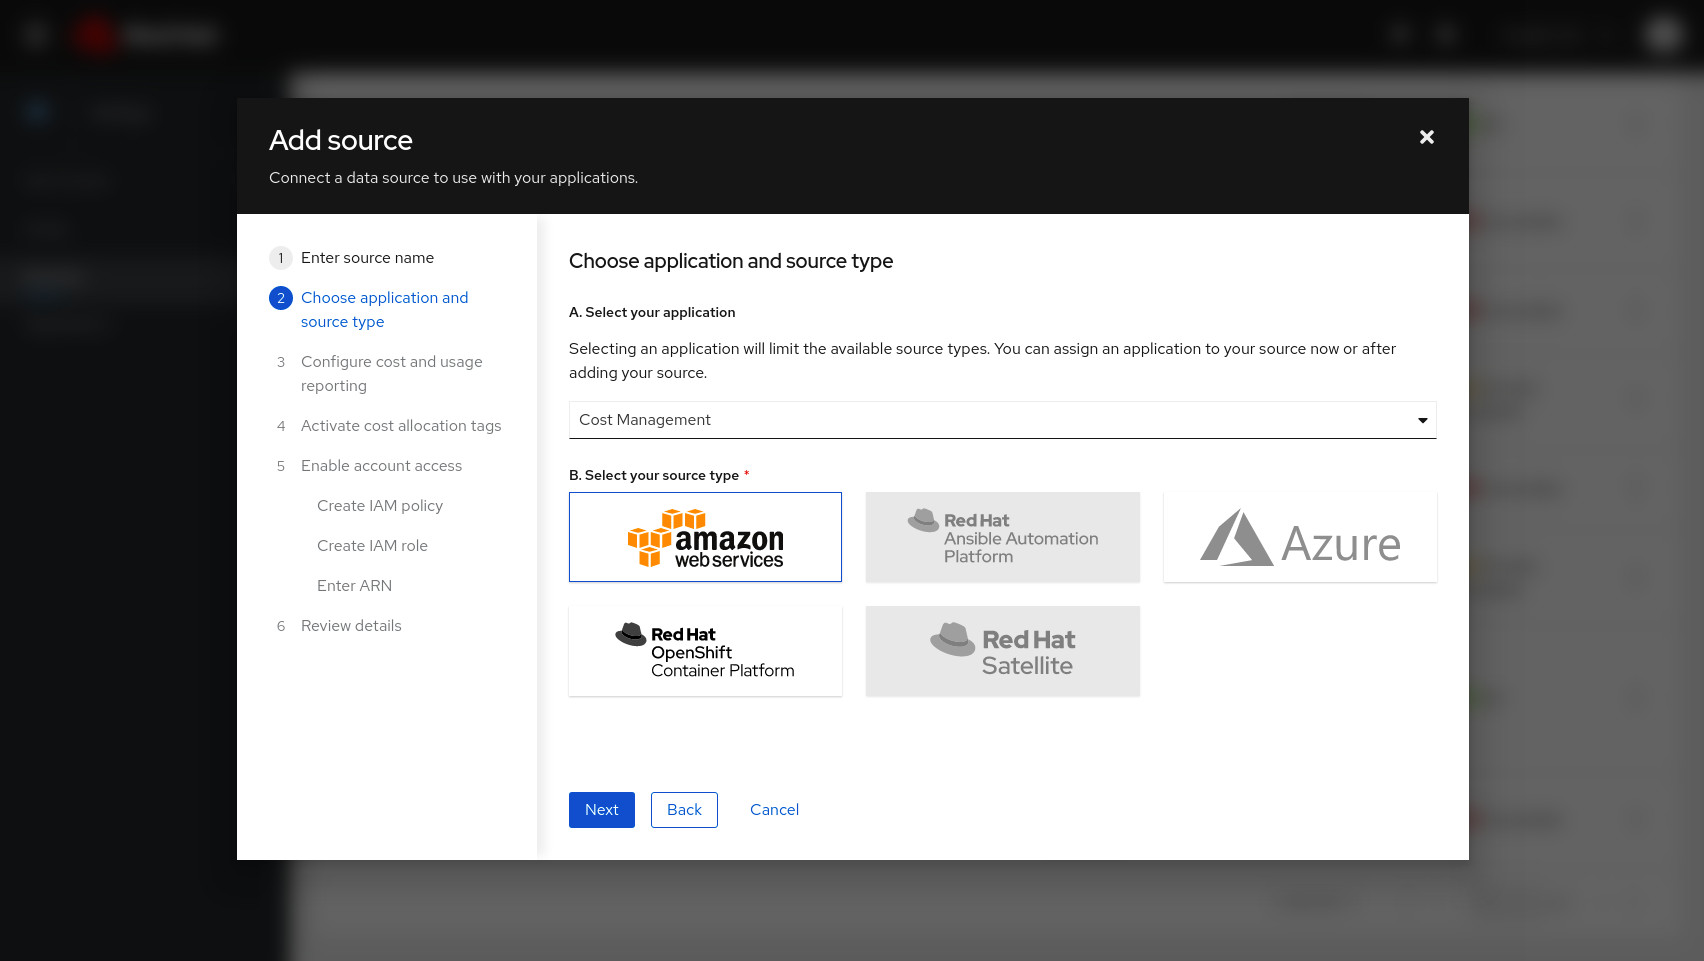 Add source
Connect a data source to use with your applications.
1 Enter source name
2 Choose application and
source type
3 Configure cost and usage
reporting
4 Activate cost allocation tags
5 Enable account access
Create IAM policy
Create IAM role
Enter ARN
6 Review details
Choose application and source type
A. Select your application
Selecting an application will limit the available source types. You can assign an application to your source now or after
adding your source.
Cost Management
B. Select your source type *
amazon
web services
Red Hat
Ansible Automation
Platform
Azure
Red Hat
OpenShift
Container Platform
Red Hat
Satellite
Next Back Cancel